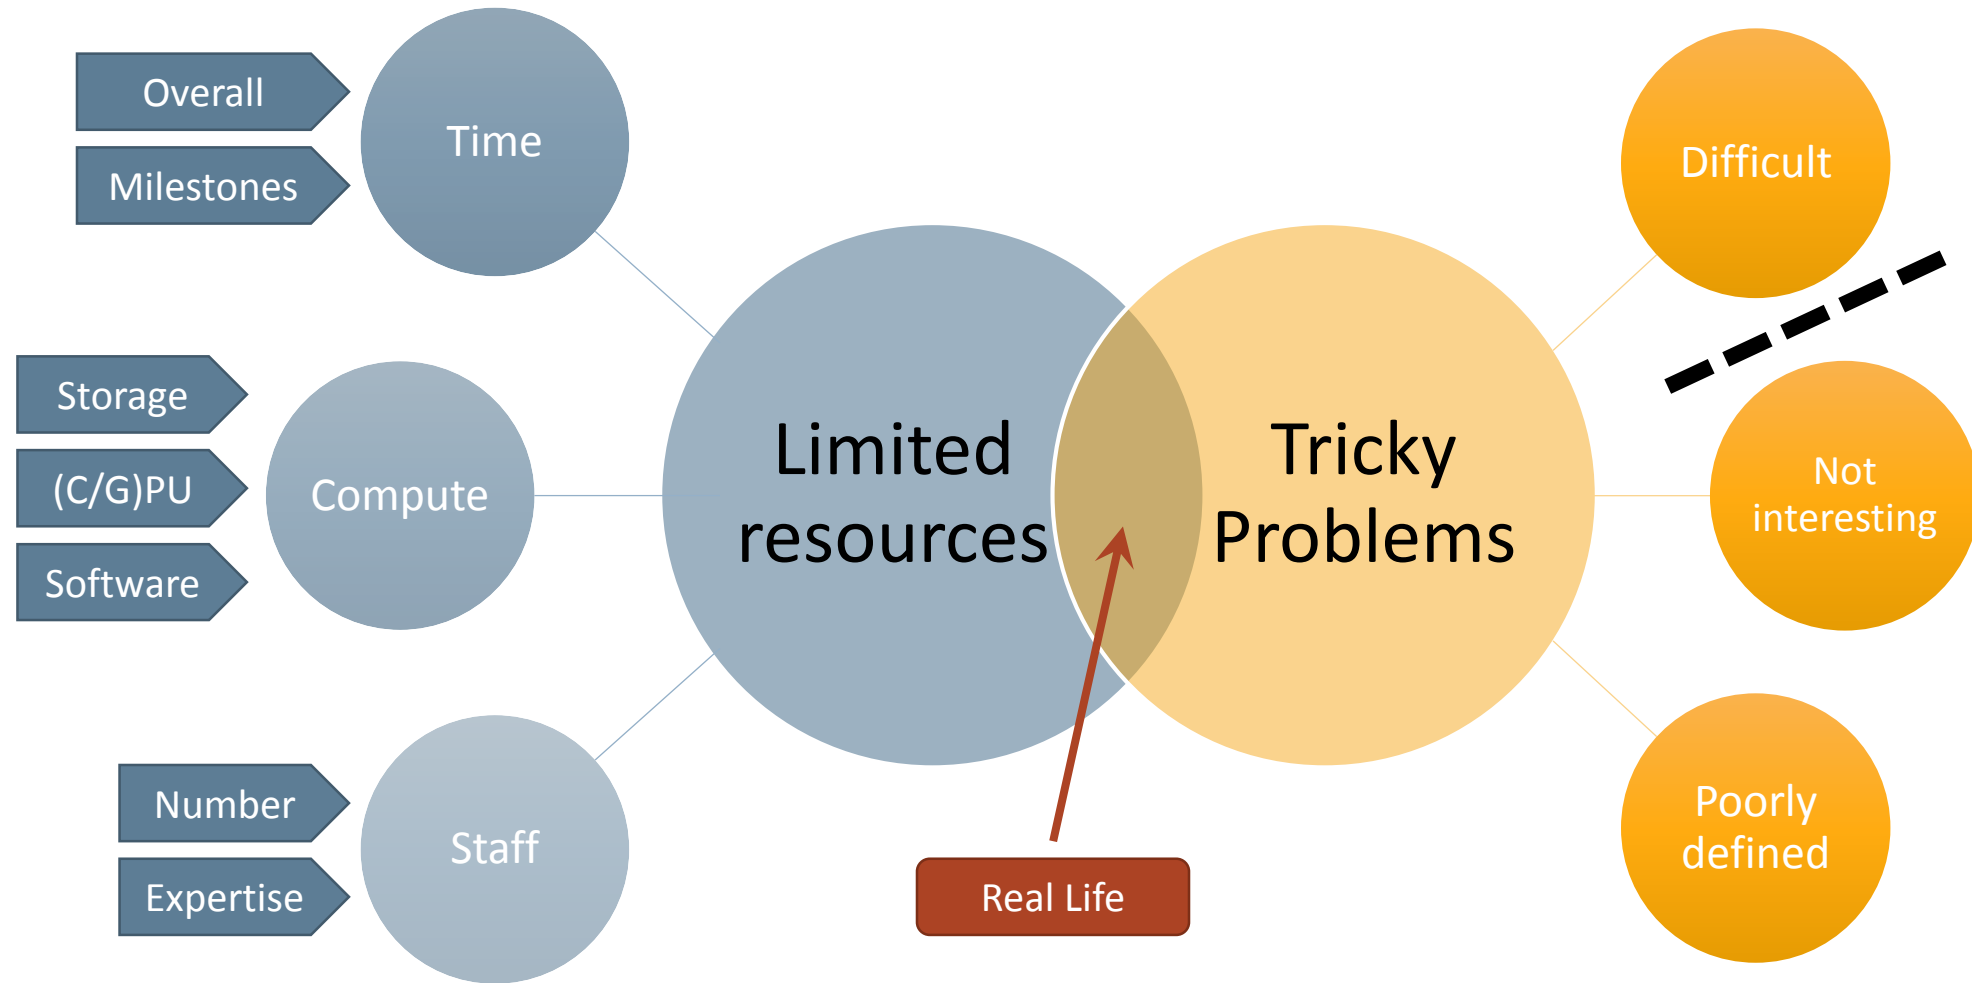 Overall
Milestones
Time
Storage
(C/G)PU
Software
Compute
Number
Expertise
Staff
Limited
resources
Tricky
Problems
Real Life
Difficult
Not
interesting
Poorly
defined